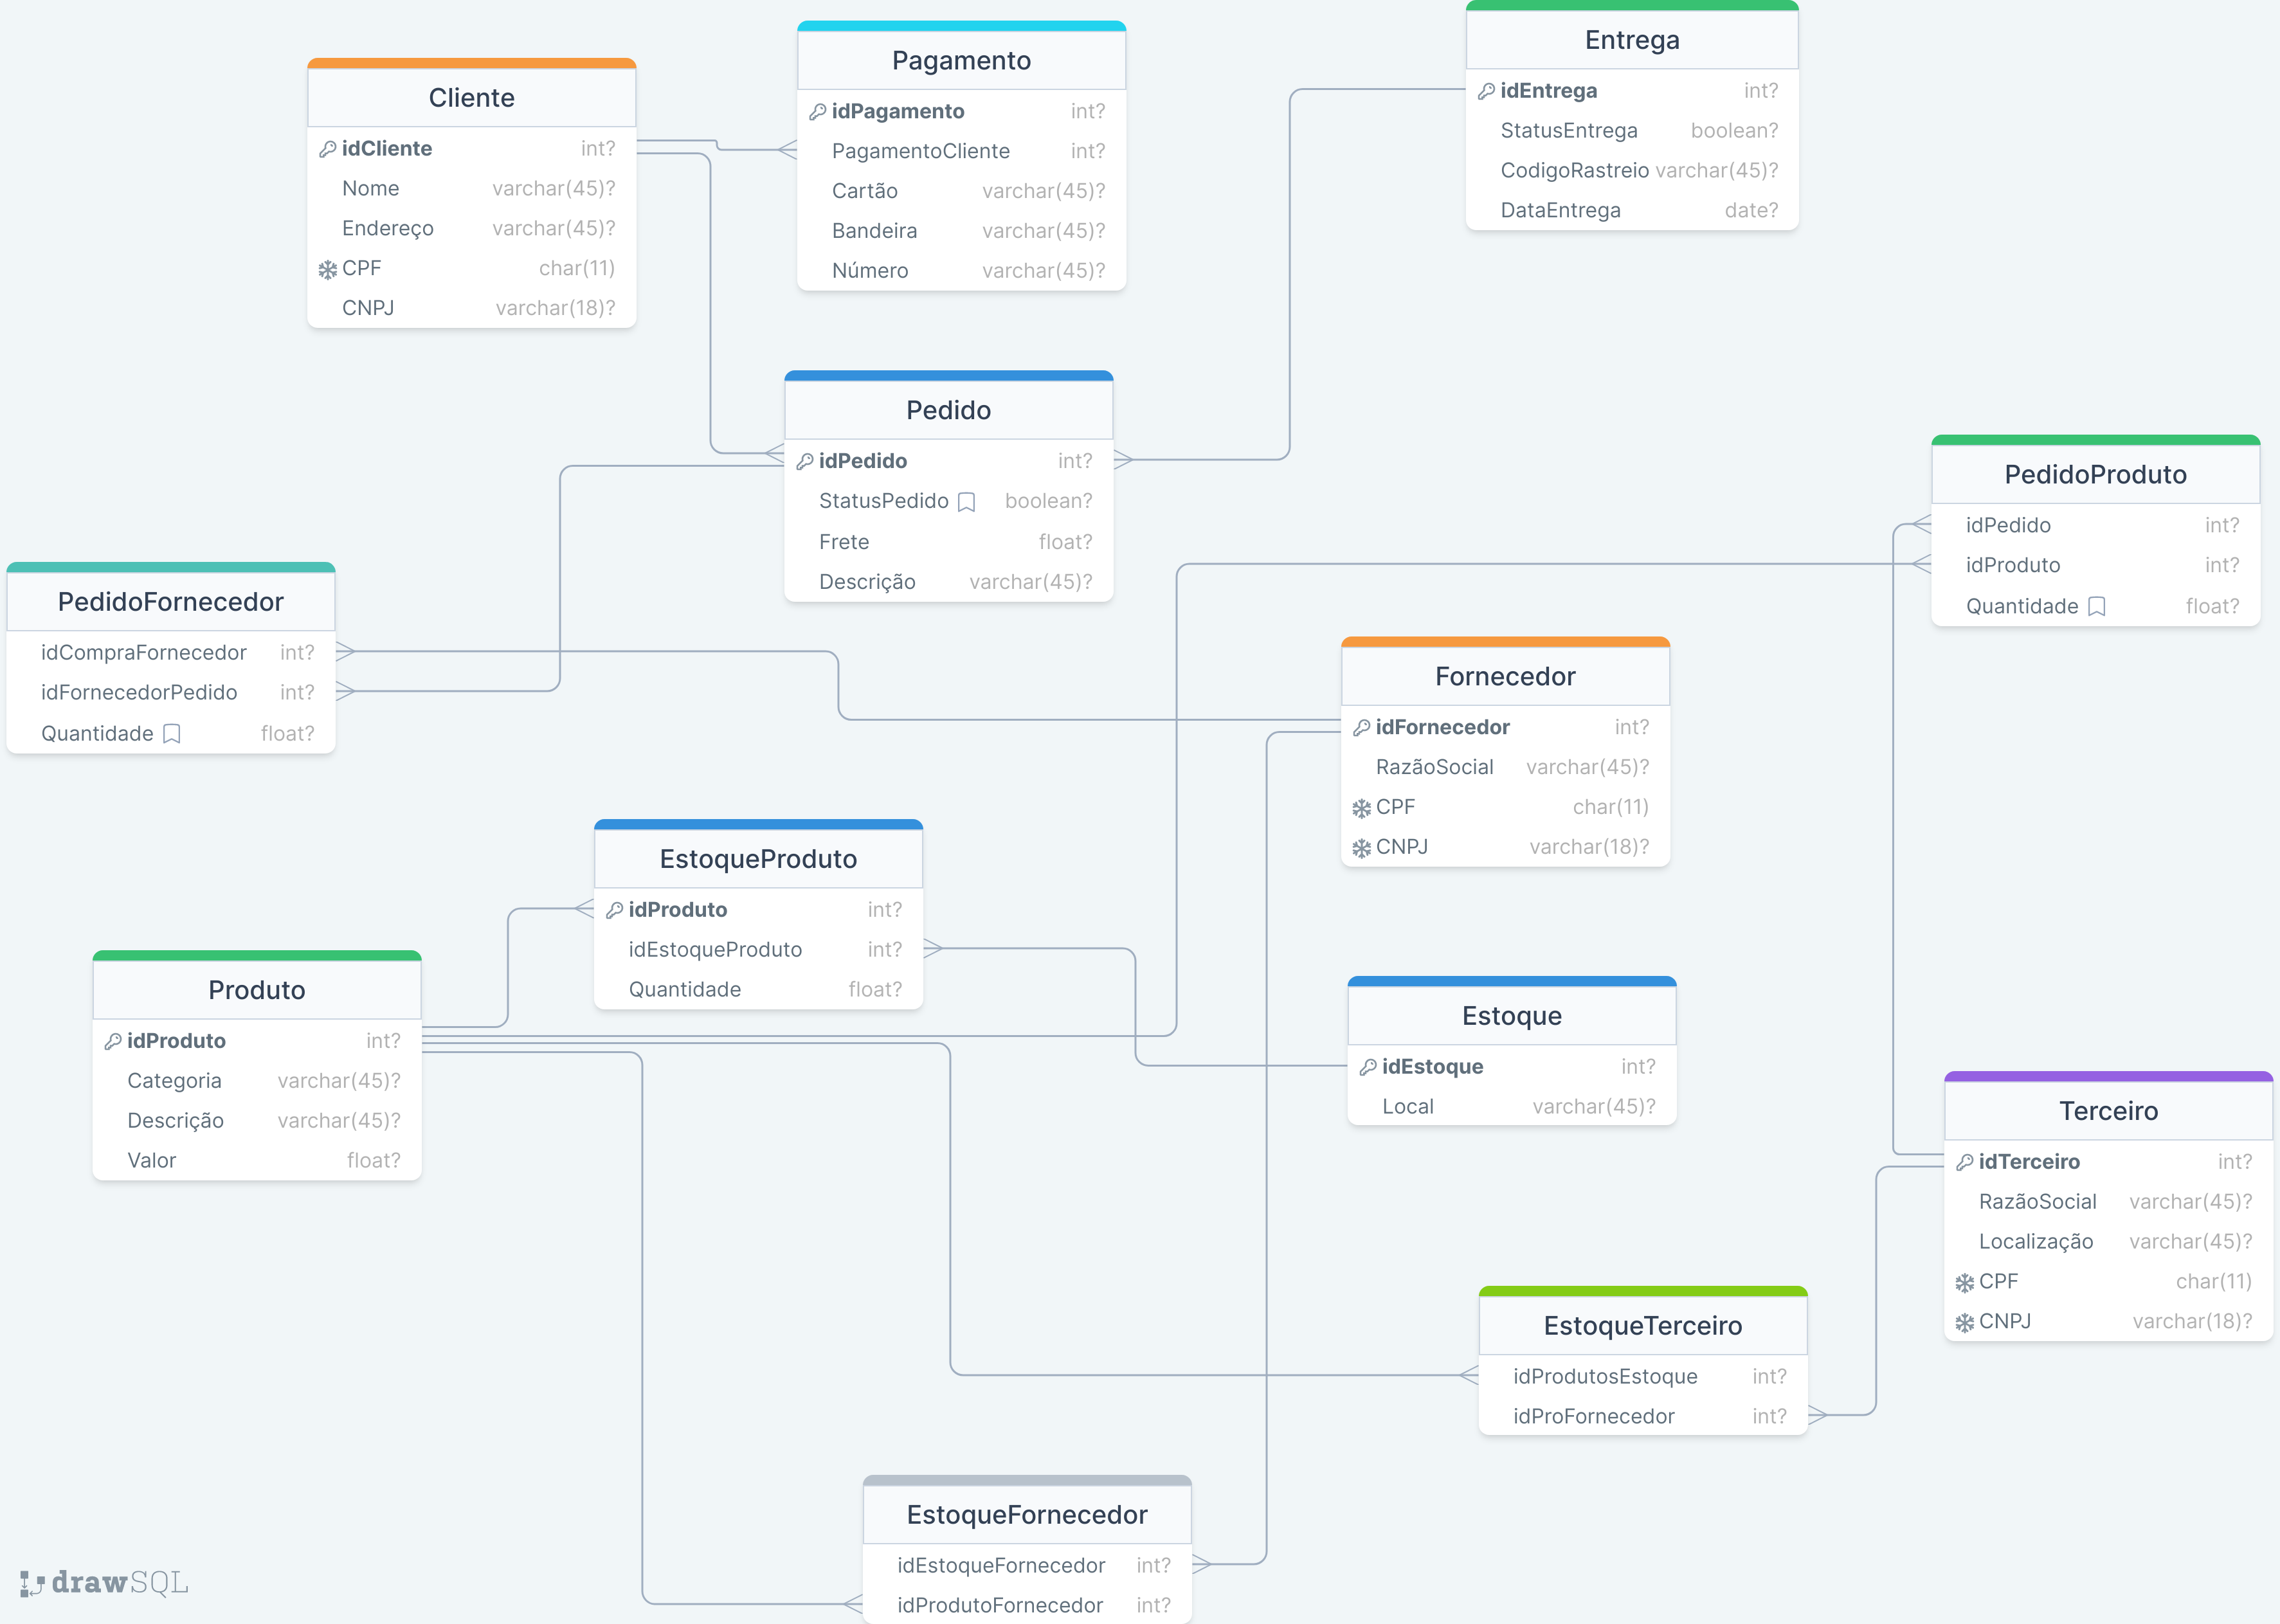 Cliente
idCliente int?
Nome varchar(45)?
Endereço varchar(45)?
CPF char(11)
CNPJ varchar(18)?
Pagamento
idPagamento int?
PagamentoCliente int?
Cartão varchar(45)?
Bandeira varchar(45)?
Número varchar(45)?
Entrega
idEntrega int?
StatusEntrega boolean?
CodigoRastreio varchar(45)?
DataEntrega date?
Pedido
idPedido int?
StatusPedido boolean?
Frete float?
Descrição varchar(45)?
PedidoProduto
idPedido int?
idProduto int?
Quantidade float?
PedidoFornecedor
idCompraFornecedor int?
idFornecedorPedido int?
Quantidade float?
Fornecedor
idFornecedor int?
RazãoSocial varchar(45)?
CPF char(11)
CNPJ varchar(18)?
EstoqueProduto
idProduto int?
idEstoqueProduto int?
Quantidade float?
Produto
idProduto int?
Categoria varchar(45)?
Descrição varchar(45)?
Valor float?
Estoque
idEstoque int?
Local varchar(45)?
Terceiro
idTerceiro int?
RazãoSocial varchar(45)?
Localização varchar(45)?
CPF char(11)
CNPJ varchar(18)?
EstoqueTerceiro
idProdutosEstoque int?
idProFornecedor int?
EstoqueFornecedor
idEstoqueFornecedor int?
idProdutoFornecedor int?
drawSQL